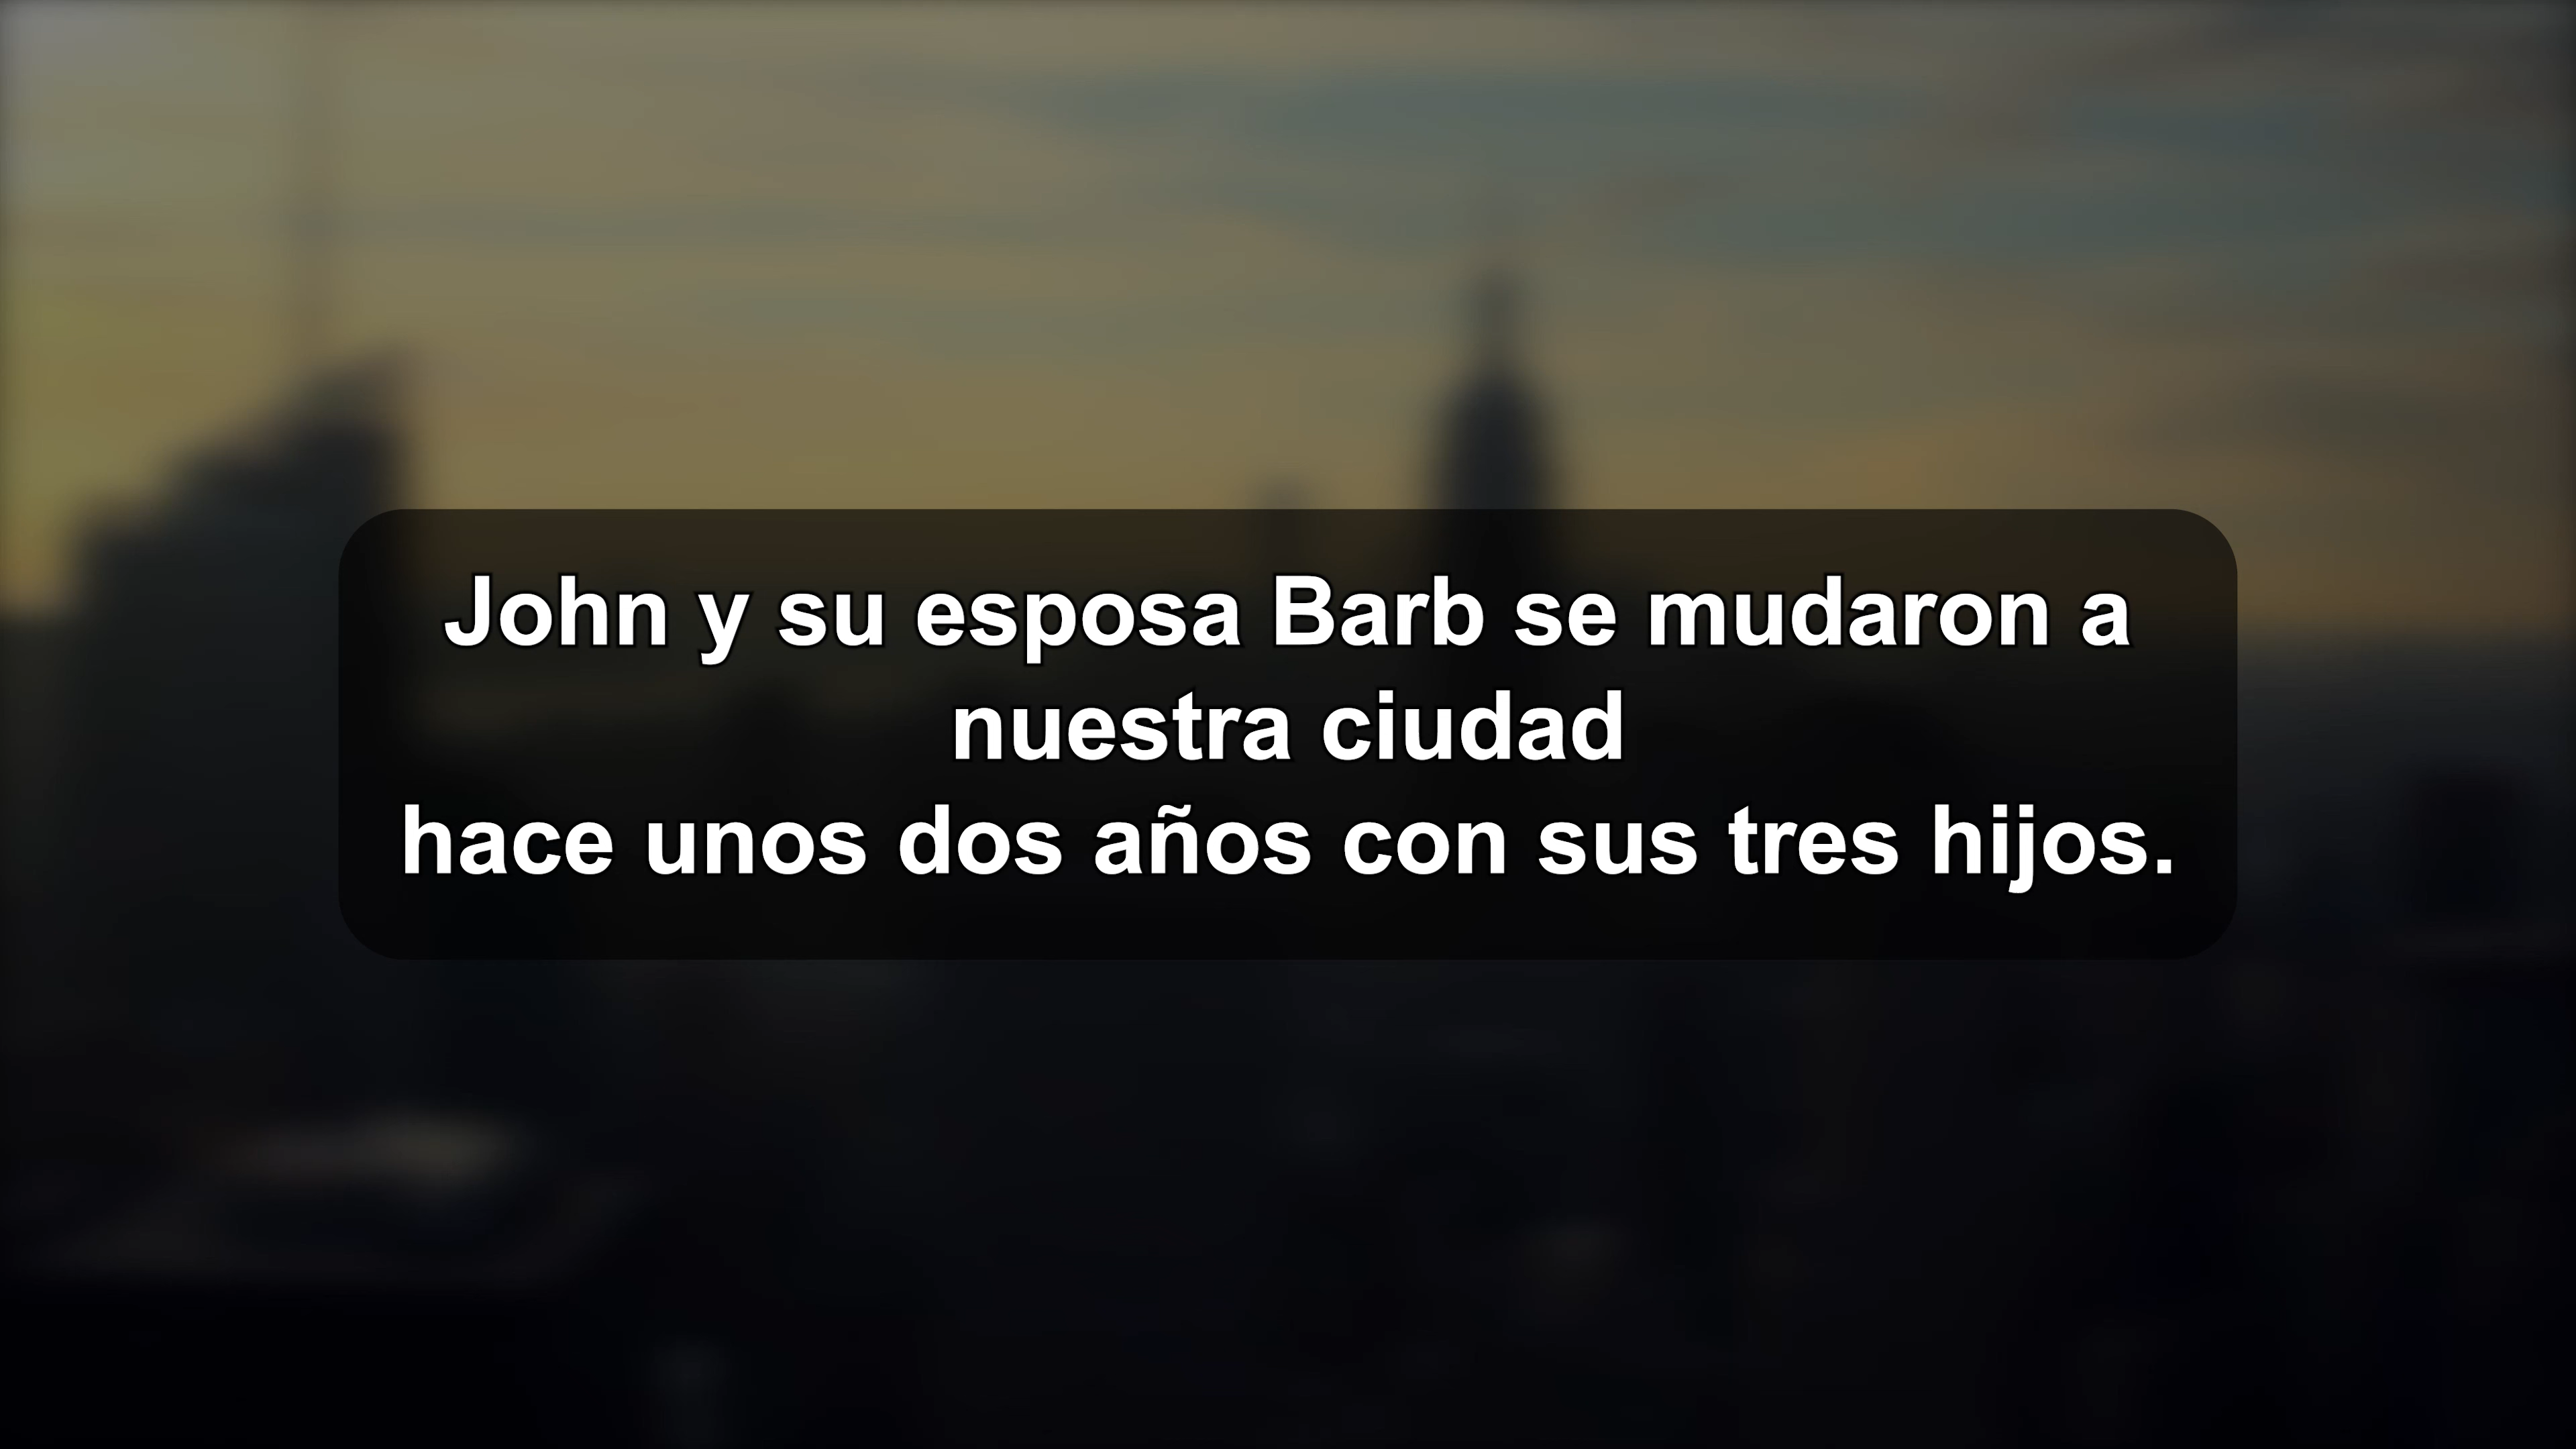 John y su esposa Barb se mudaron a
nuestra ciudad
hace unos dos años con sus tres hijos.